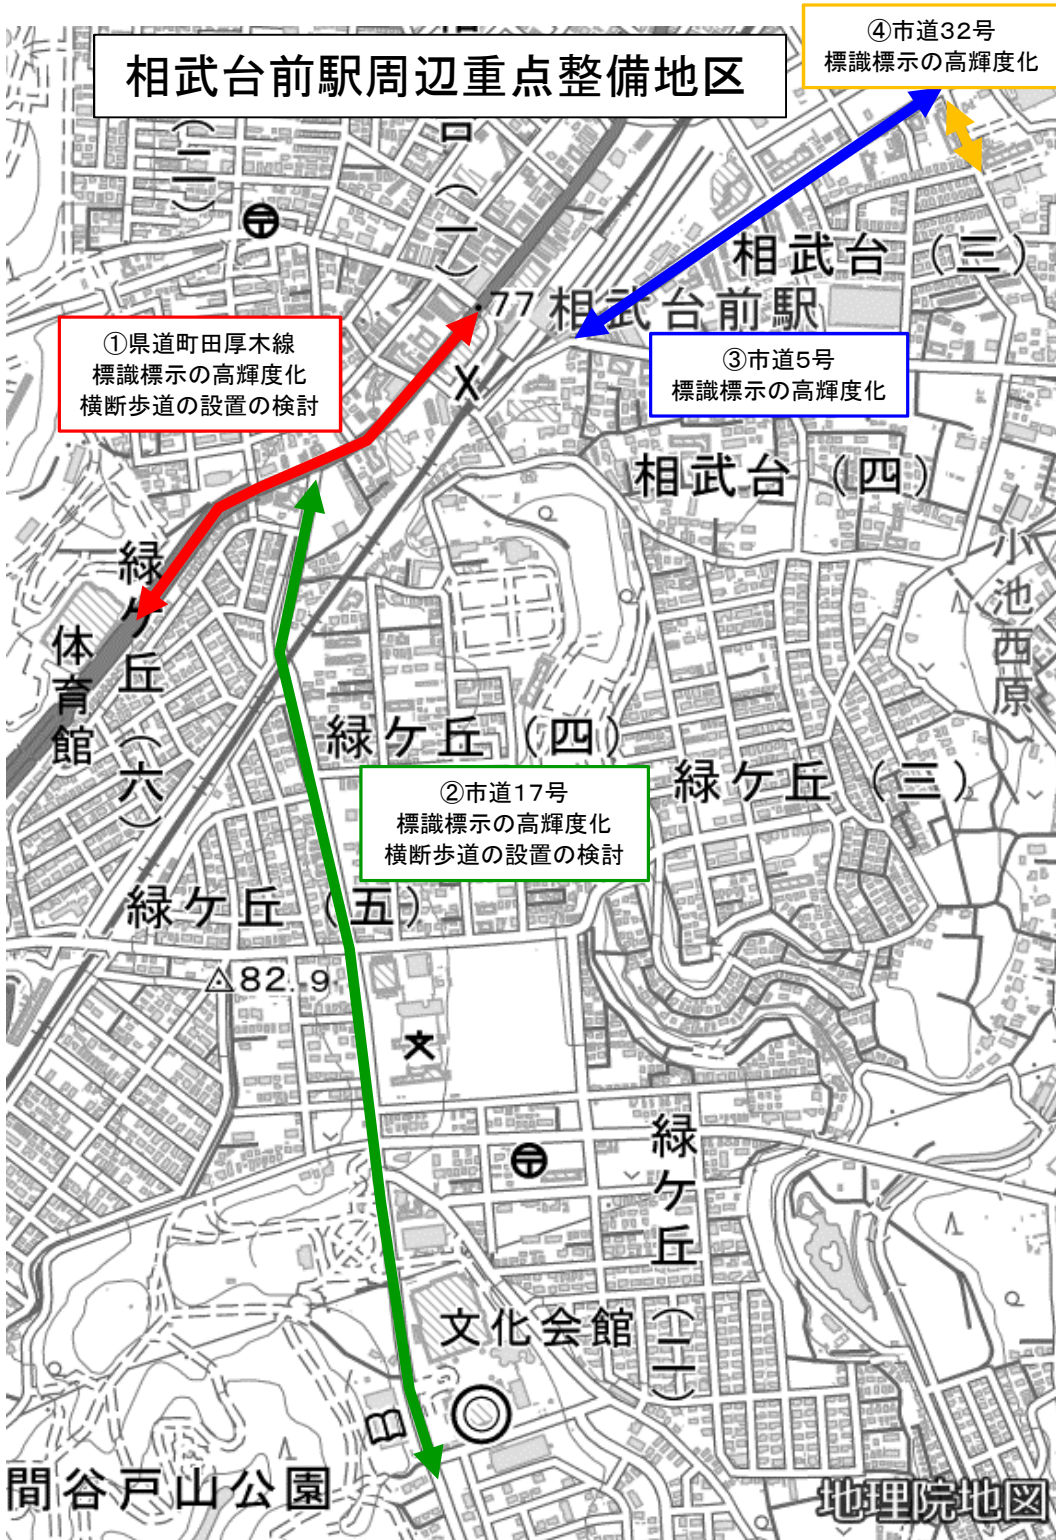 ④市道32号
標識標示の高輝度化
相武台前駅周辺重点整備地区
相武台（三）
77
相武台前駅
①県道町田厚木線
標識標示の高輝度化
横断歩道の設置の検討
③市道5号
標識標示の高輝度化
相武台（四）
小池西原
緑ケ丘（六）
体育館
緑ケ丘（四）
緑ケ丘（三）
②市道17号
標識標示の高輝度化
横断歩道の設置の検討
緑ケ丘（五）
82.9
文
緑ケ丘（二）
文化会館
間谷戸山公園
地理院地図